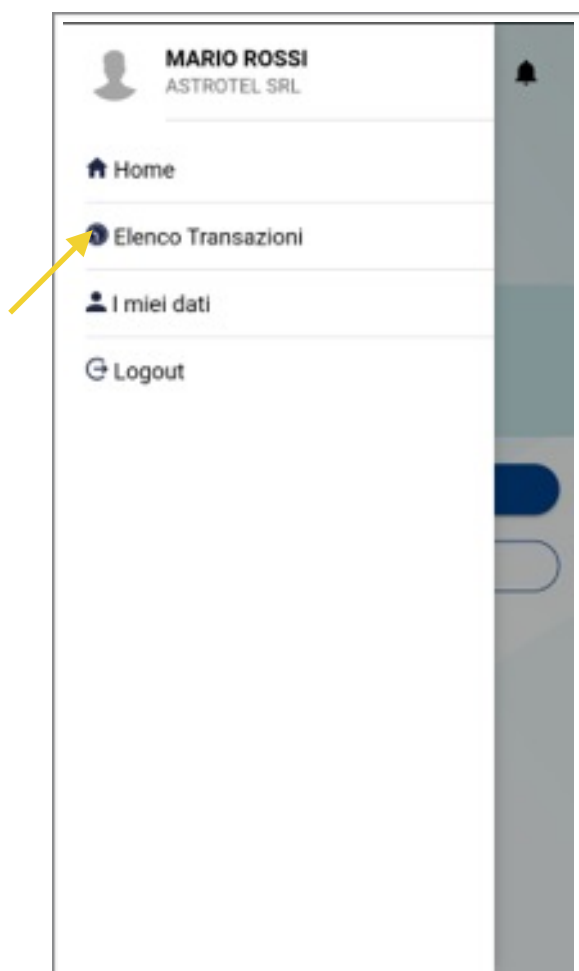 MARIO ROSSI
ASTROTEL SRL
Home
Elenco Transazioni
I miei dati
Logout